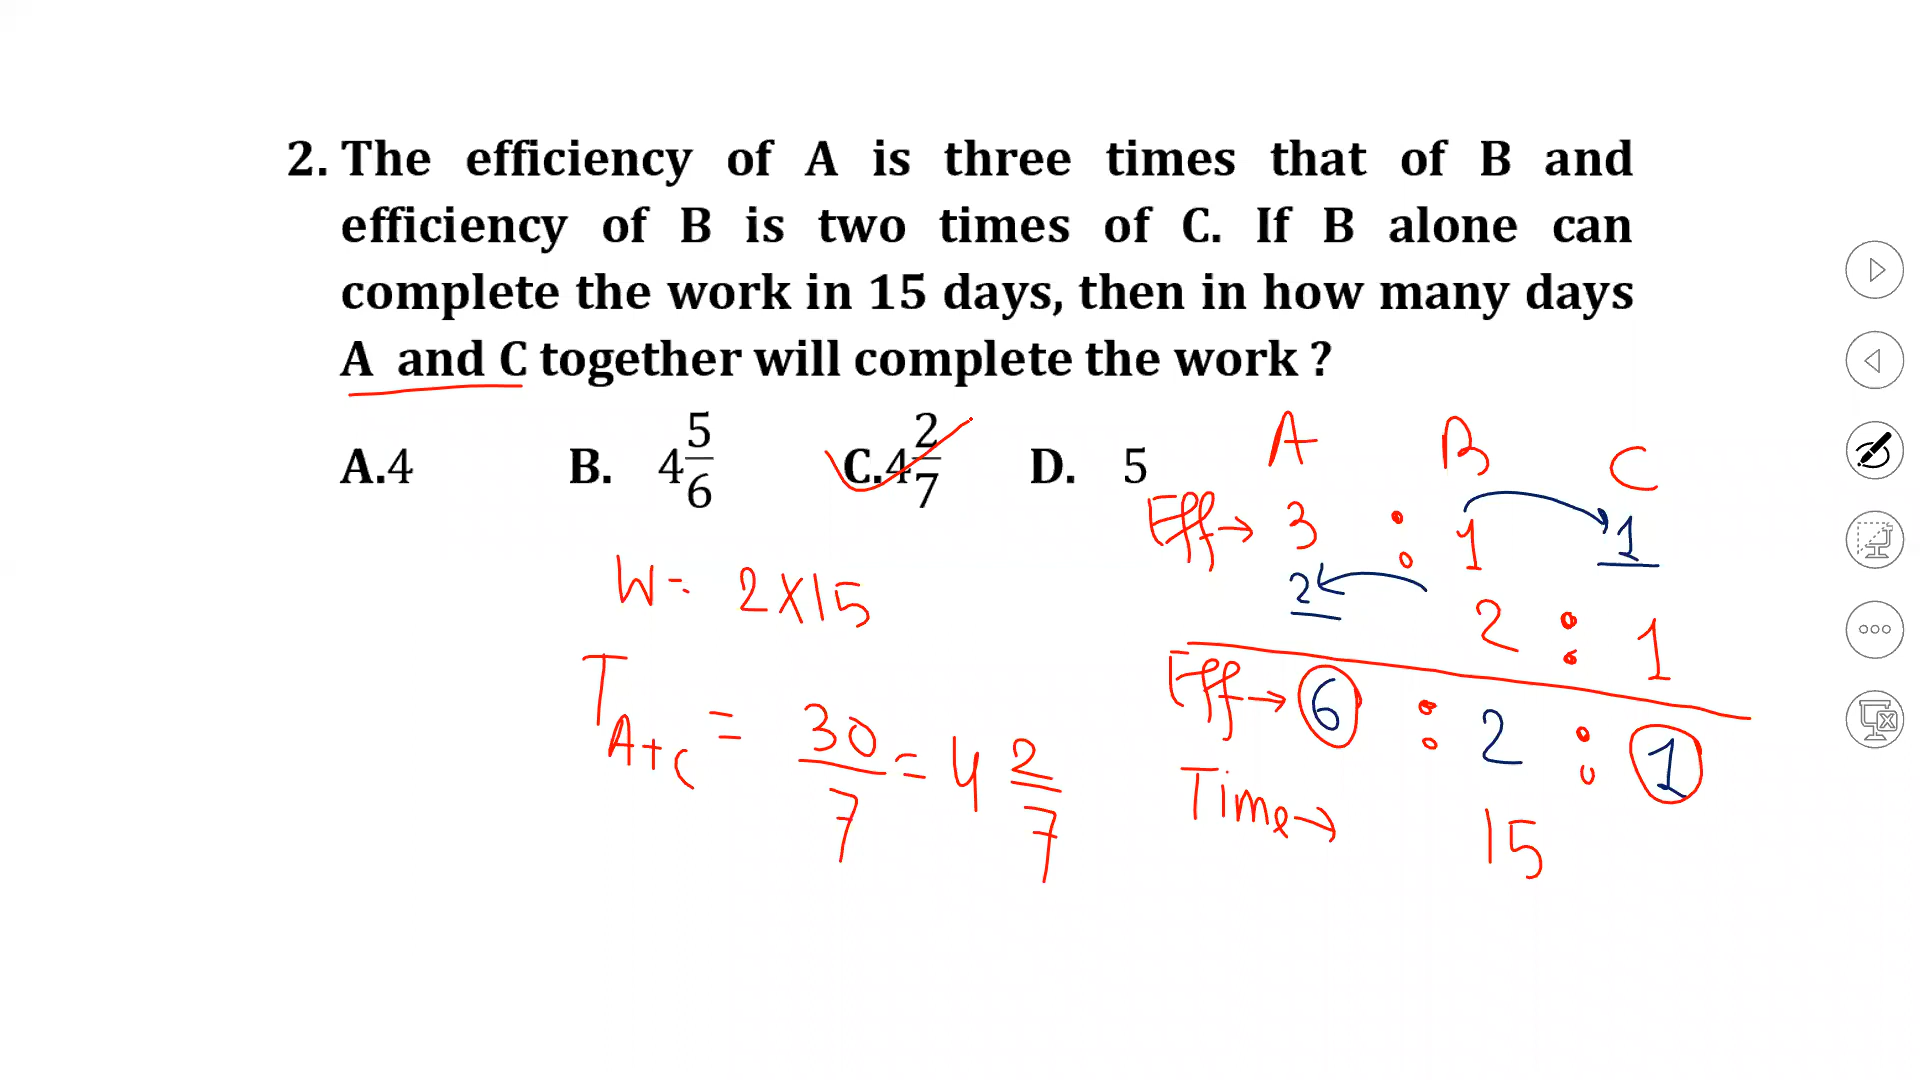 2. The efficiency of A is three times that of B and
efficiency of B is two times of C. If B alone can
complete the work in 15 days, then in how many days
A and C together will complete the work ?
A.4 B. 4 5/6 C.4 2/7 D. 5
A B C
Eff→ 3 : 1 1
2 2 : 1
Eff→ 6 : 2 : 1
Time→ 15
W = 2×15
T A+C = 30/7 = 4 2/7